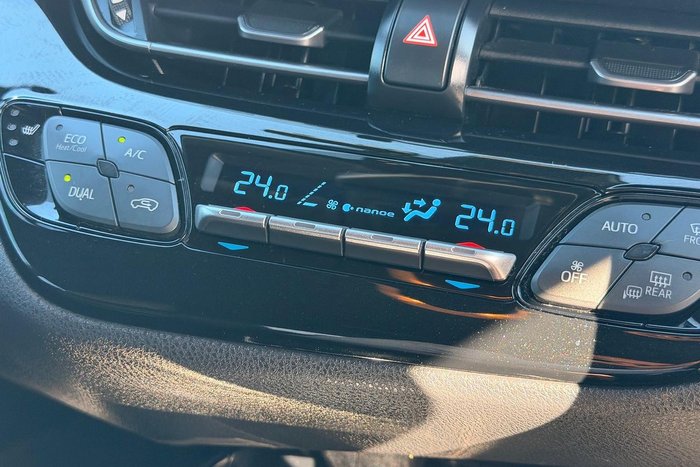 ECO
Heat/Cool
A/C
DUAL
24.0
nanoe
24.0
AUTO
OFF
REAR